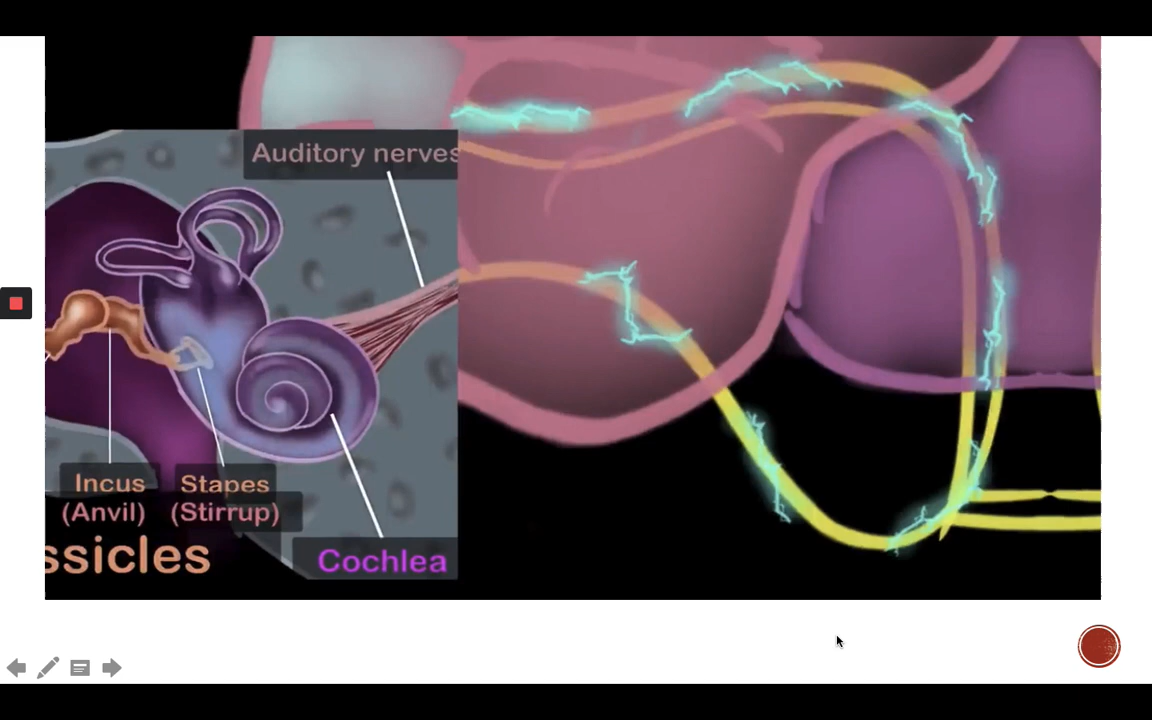 Auditory nerves
Incus
(Anvil)
Stapes
(Stirrup)
ssicles
Cochlea